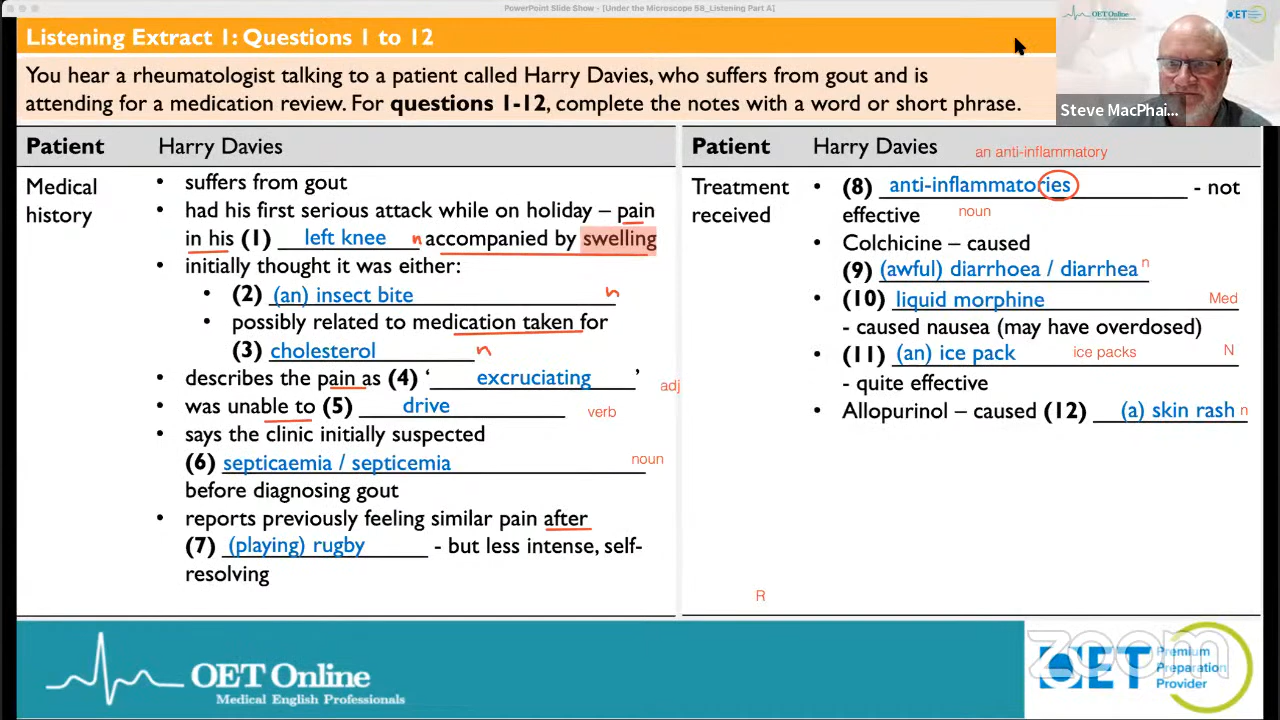 PowerPoint Slide Show - [Under the Microscope 58_Listening Part A]
Listening Extract 1: Questions 1 to 12
OET Online
OET
You hear a rheumatologist talking to a patient called Harry Davies, who suffers from gout and is
attending for a medication review. For questions 1-12, complete the notes with a word or short phrase.
Steve MacPhai...
Patient Harry Davies
Medical
history
• suffers from gout
• had his first serious attack while on holiday – pain
in his (1) left knee n accompanied by swelling
• initially thought it was either:
• (2) (an) insect bite n
• possibly related to medication taken for
(3) cholesterol n
• describes the pain as (4) ‘ excruciating ’ adj
• was unable to (5) drive verb
• says the clinic initially suspected
(6) septicaemia / septicemia noun
before diagnosing gout
• reports previously feeling similar pain after
(7) (playing) rugby - but less intense, self-
resolving
Patient Harry Davies
an anti-inflammatory
Treatment
received
• (8) anti-inflammatories - not
effective noun
• Colchicine – caused
(9) (awful) diarrhoea / diarrhea n
• (10) liquid morphine Med
- caused nausea (may have overdosed)
• (11) (an) ice pack ice packs N
- quite effective
• Allopurinol – caused (12) (a) skin rash n
R
OET Online
Medical English Professionals
zoom
OET
Premium
Preparation
Provider